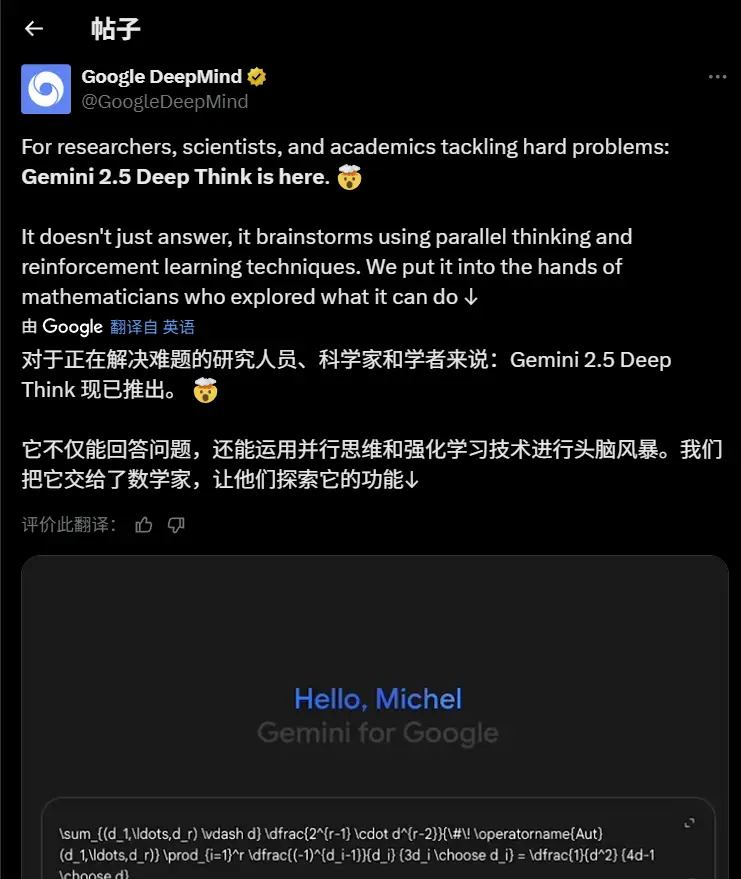 帖子
Google DeepMind
@GoogleDeepMind
For researchers, scientists, and academics tackling hard problems:
Gemini 2.5 Deep Think is here. 🤯
It doesn't just answer, it brainstorms using parallel thinking and
reinforcement learning techniques. We put it into the hands of
mathematicians who explored what it can do ↓
由 Google 翻译自 英语
对于正在解决难题的研究人员、科学家和学者来说：Gemini 2.5 Deep
Think 现已推出。 🤯
它不仅能回答问题，还能运用并行思维和强化学习技术进行头脑风暴。我们
把它交给了数学家，让他们探索它的功能↓
评价此翻译：
Hello, Michel
Gemini for Google
\sum_{(d_1,\ldots,d_r) \vdash d} \dfrac{2^{r-1} \cdot d^{r-2}}{\#\! \operatorname{Aut}
(d_1,\ldots,d_r)} \prod_{i=1}^r \dfrac{(-1)^{d_i-1}}{d_i} {3d_i \choose d_i} = \dfrac{1}{d^2} {4d-1
\choose d}